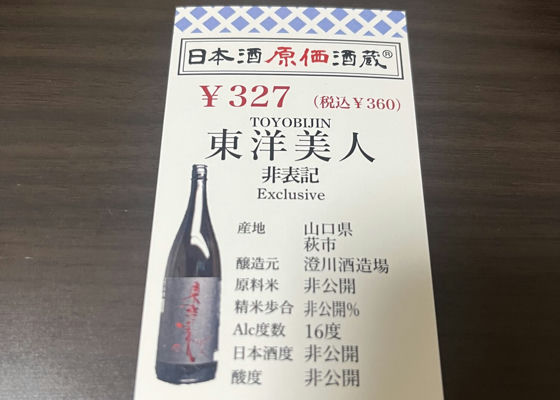 日本酒原価酒蔵®
￥327 (税込￥360)
TOYOBIJIN
東洋美人
非表記
Exclusive
産地 山口県
萩市
醸造元 澄川酒造場
原料米 非公開
精米歩合 非公開%
Alc度数 16度
日本酒度 非公開
酸度 非公開